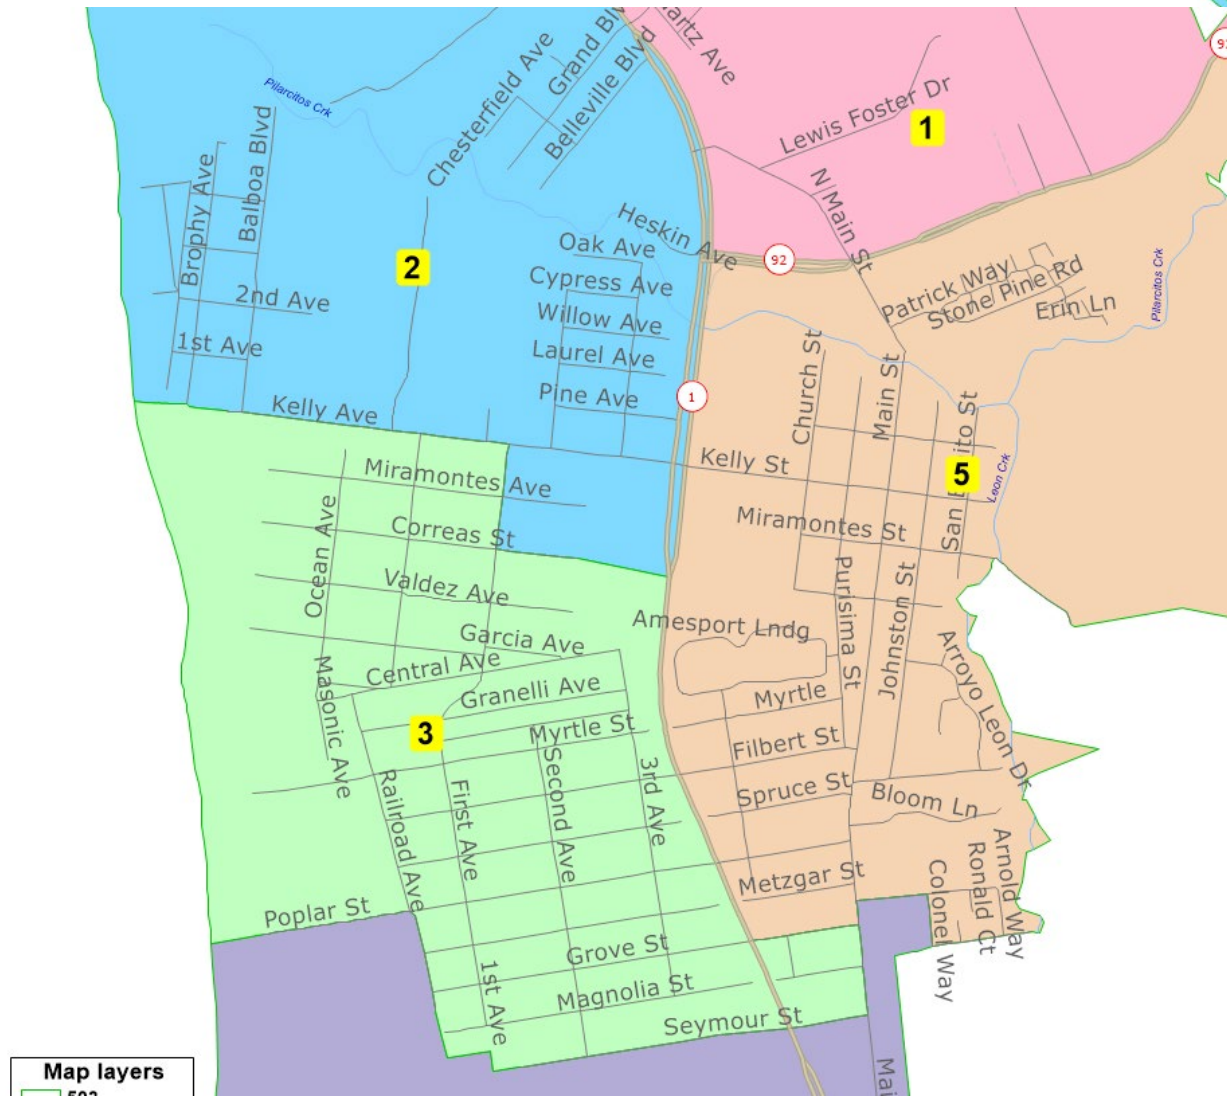 Pilarcitos Crk
Chesterfield Ave
Grand Blv
Belleville Blvd
artz Ave
Lewis Foster Dr
1
92
Brophy Ave
Balboa Blvd
2
2nd Ave
1st Ave
Heskin Ave
Oak Ave
Cypress Ave
Willow Ave
Laurel Ave
Pine Ave
N Main St
92
1
Patrick Way
Stone Pine Rd
Erin Ln
Pilarcitos Crk
Kelly Ave
Kelly St
Church St
Main St
5
Leon Crk
Miramontes Ave
Correas St
Ocean Ave
Valdez Ave
Garcia Ave
Central Ave
Masonic Ave
Granelli Ave
3
Myrtle St
Miramontes St
Purisima St
Johnston St
Amesport Lndg
Arroyo Leon Dr
Myrtle
Filbert St
Spruce St
Bloom Ln
Metzgar St
Railroad Ave
First Ave
Second Ave
3rd Ave
Poplar St
Grove St
1st Ave
Magnolia St
Seymour St
Colonel Way
Ronald Ct
Arnold Way
Mai
Map layers